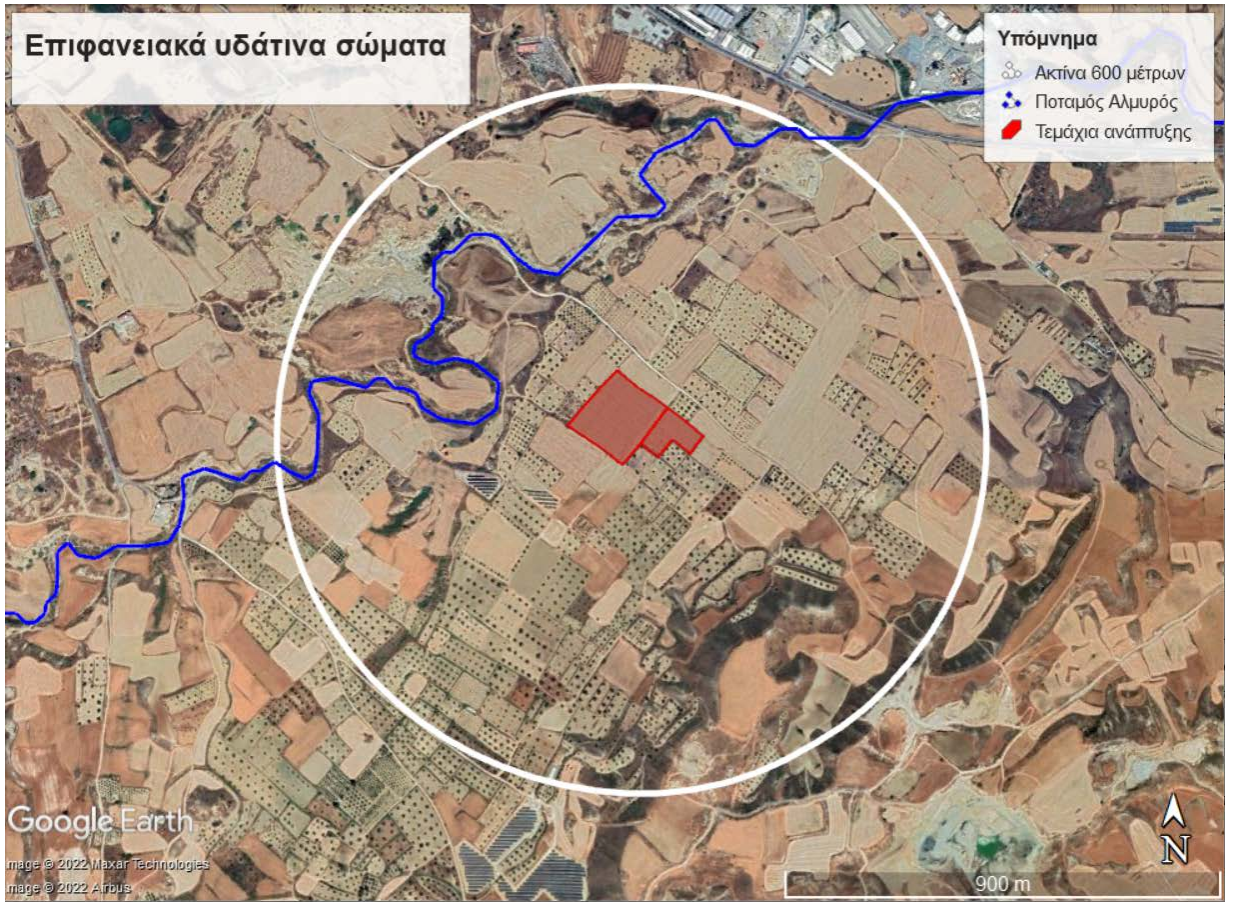 Επιφανειακά υδάτινα σώματα
Υπόμνημα
Ακτίνα 600 μέτρων
Ποταμός Αλμυρός
Τεμάχια ανάπτυξης
Google Earth
mage © 2022 Maxar Technologies
mage © 2022 Airbus
N
900 m